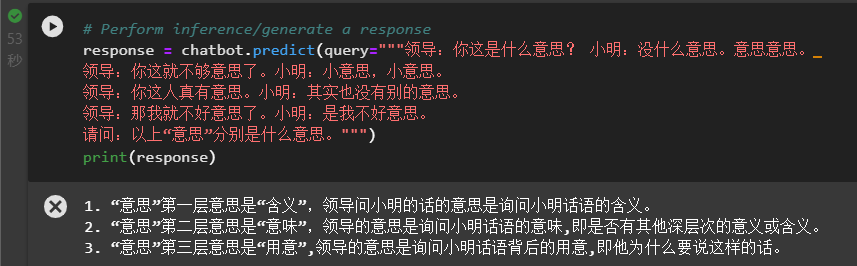 53
秒
# Perform inference/generate a response
response = chatbot.predict(query="""领导：你这是什么意思？ 小明：没什么意思。意思意思。
领导：你这就不够意思了。小明：小意思，小意思。
领导：你这人真有意思。小明：其实也没有别的意思。
领导：那我就不好意思了。小明：是我不好意思。
请问：以上“意思”分别是什么意思。""")
print(response)
1. “意思”第一层意思是“含义”，领导问小明的话的意思是询问小明话语的含义。
2. “意思”第二层意思是“意味”，领导的意思是询问小明话语的意味,即是否有其他深层次的意义或含义。
3. “意思”第三层意思是“用意”,领导的意思是询问小明话语背后的用意,即他为什么要说这样的话。